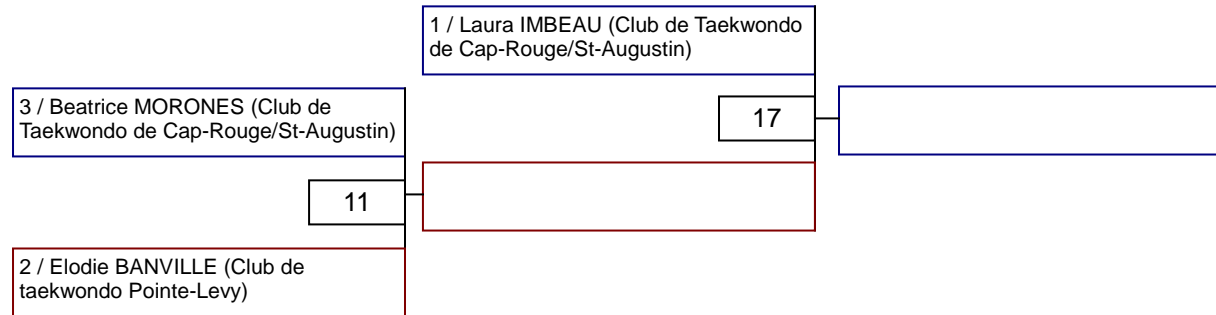 1 / Laura IMBEAU (Club de Taekwondo
de Cap-Rouge/St-Augustin)
3 / Beatrice MORONES (Club de
Taekwondo de Cap-Rouge/St-Augustin)
17
11
2 / Elodie BANVILLE (Club de
taekwondo Pointe-Levy)